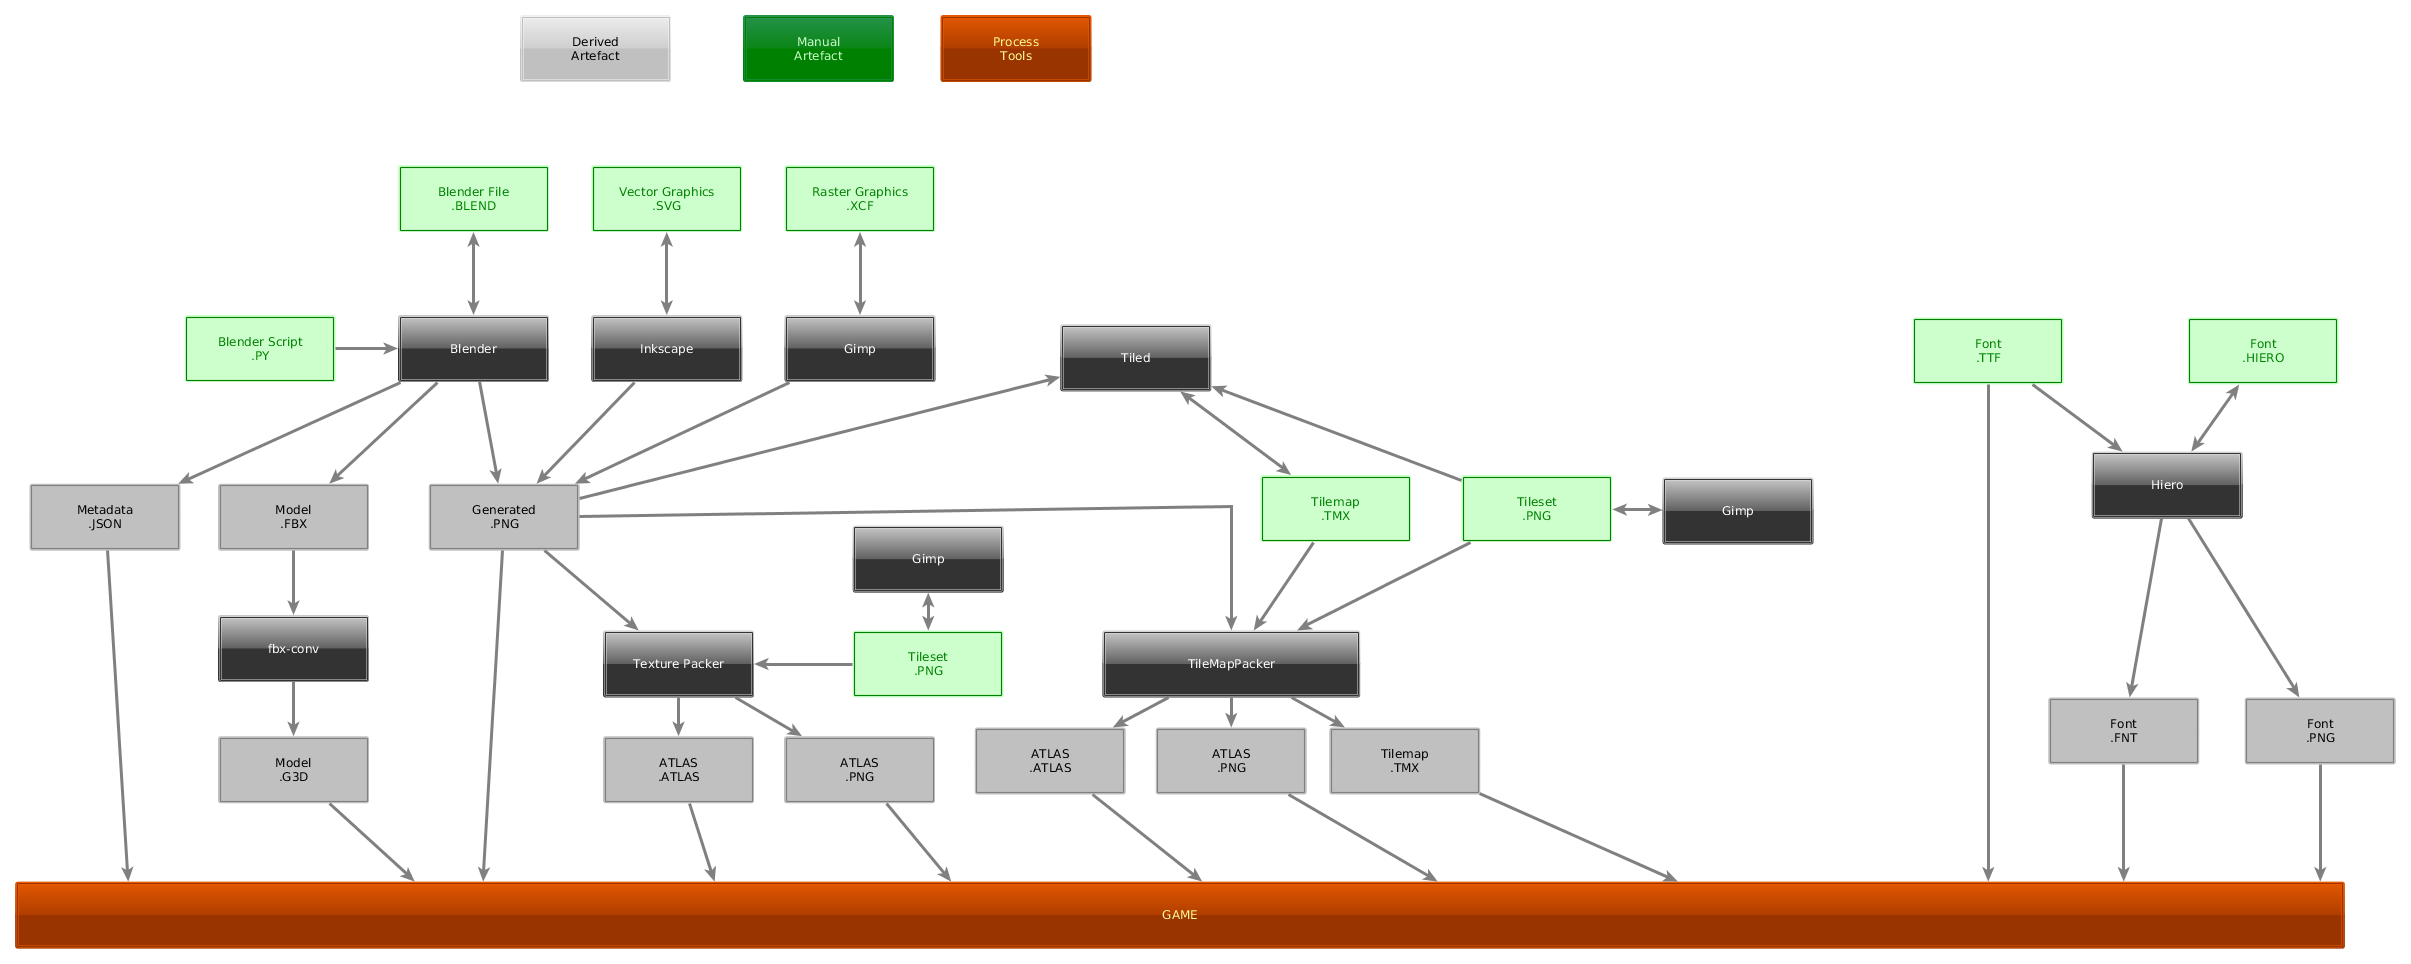 Derived
Artefact
Manual
Artefact
Process
Tools
Blender File
.BLEND
Vector Graphics
.SVG
Raster Graphics
.XCF
Blender Script
.PY
Blender
Inkscape
Gimp
Tiled
Font
.TTF
Font
.HIERO
Metadata
.JSON
Model
.FBX
Generated
.PNG
Tilemap
.TMX
Tileset
.PNG
Gimp
Hiero
Gimp
fbx-conv
Texture Packer
Tileset
.PNG
TileMapPacker
Model
.G3D
ATLAS
.ATLAS
ATLAS
.PNG
ATLAS
.ATLAS
ATLAS
.PNG
Tilemap
.TMX
Font
.FNT
Font
.PNG
GAME